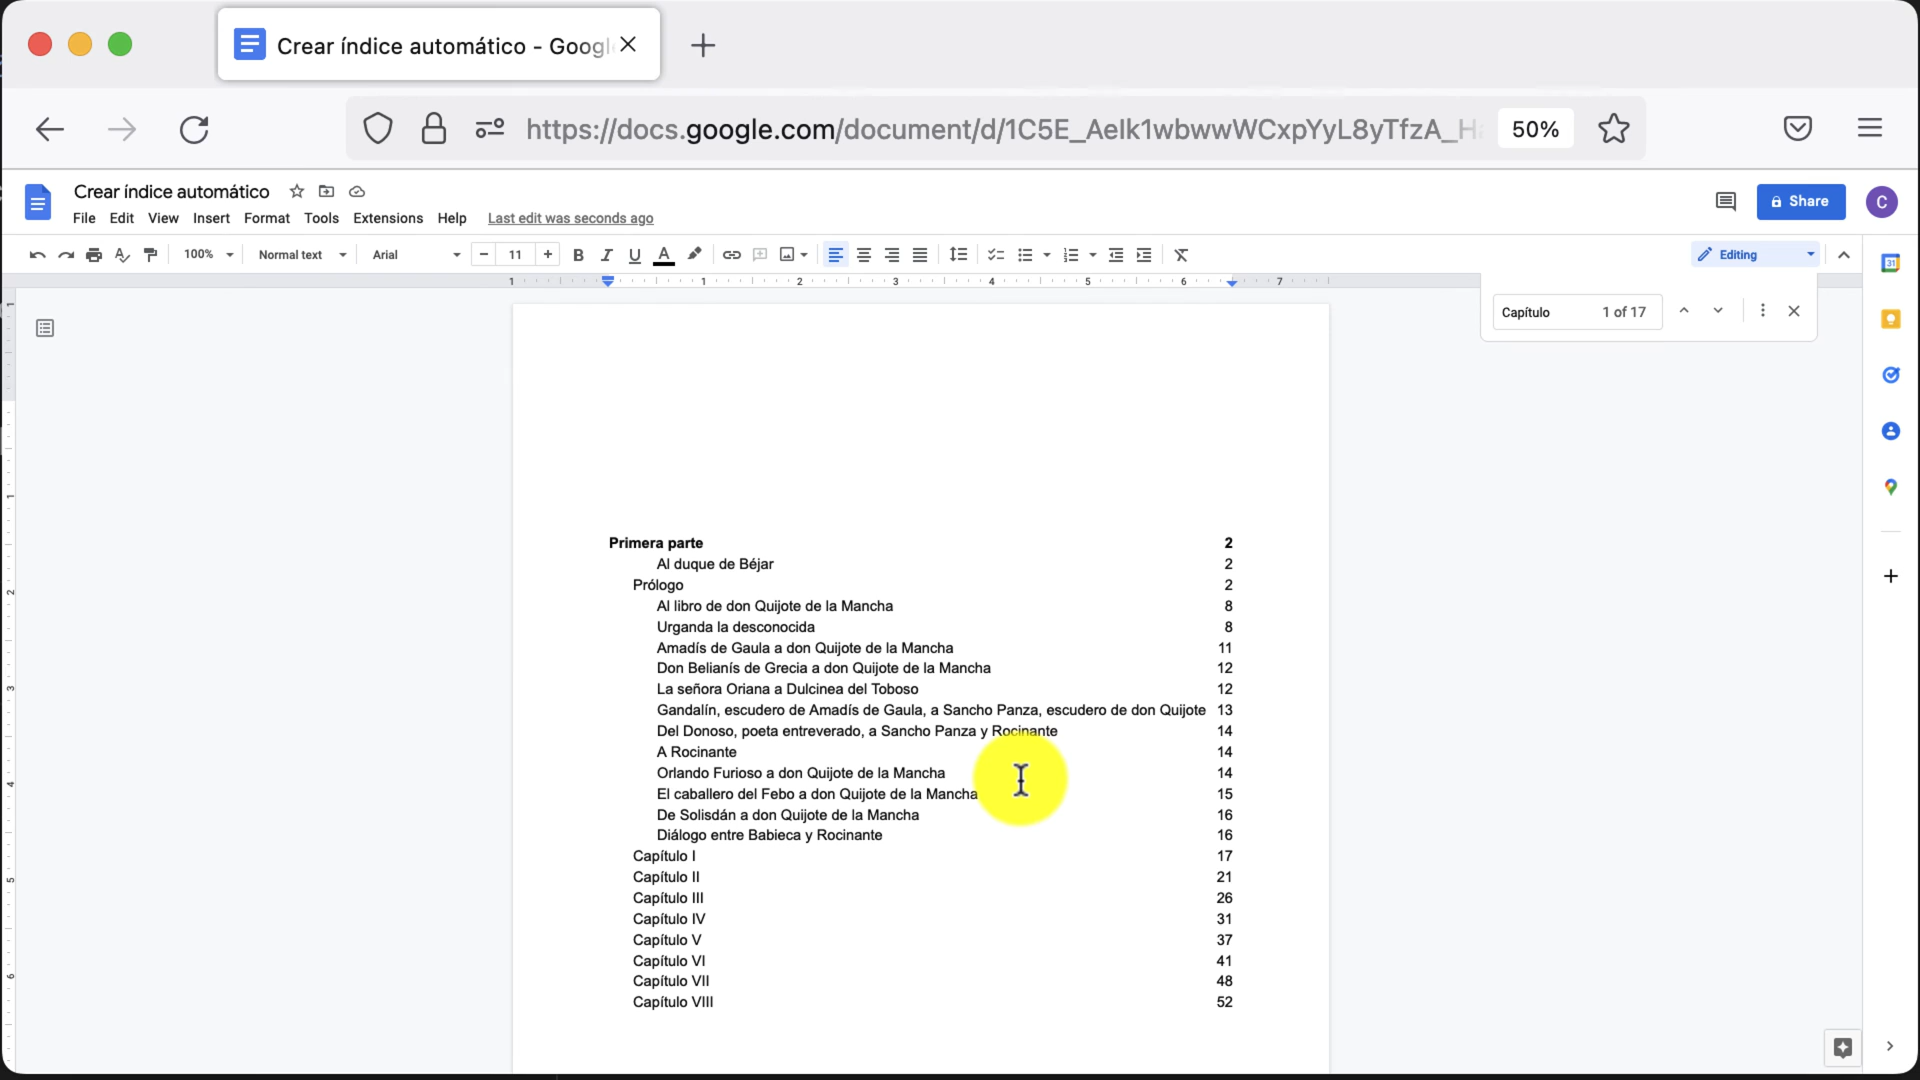 Crear índice automático - Googl
https://docs.google.com/document/d/1C5E_Aelk1wbwwWCxpYyL8yTfzA_H
50%
Crear índice automático
File Edit View Insert Format Tools Extensions Help Last edit was seconds ago
Share
C
100% Normal text Arial 11 Editing
1 1 2 3 4 5 6 7
Capítulo 1 of 17
Primera parte 2
Al duque de Béjar 2
Prólogo 2
Al libro de don Quijote de la Mancha 8
Urganda la desconocida 8
Amadís de Gaula a don Quijote de la Mancha 11
Don Belianís de Grecia a don Quijote de la Mancha 12
La señora Oriana a Dulcinea del Toboso 12
Gandalín, escudero de Amadís de Gaula, a Sancho Panza, escudero de don Quijote 13
Del Donoso, poeta entreverado, a Sancho Panza y Rocinante 14
A Rocinante 14
Orlando Furioso a don Quijote de la Mancha 14
El caballero del Febo a don Quijote de la Mancha 15
De Solisdán a don Quijote de la Mancha 16
Diálogo entre Babieca y Rocinante 16
Capítulo I 17
Capítulo II 21
Capítulo III 26
Capítulo IV 31
Capítulo V 37
Capítulo VI 41
Capítulo VII 48
Capítulo VIII 52